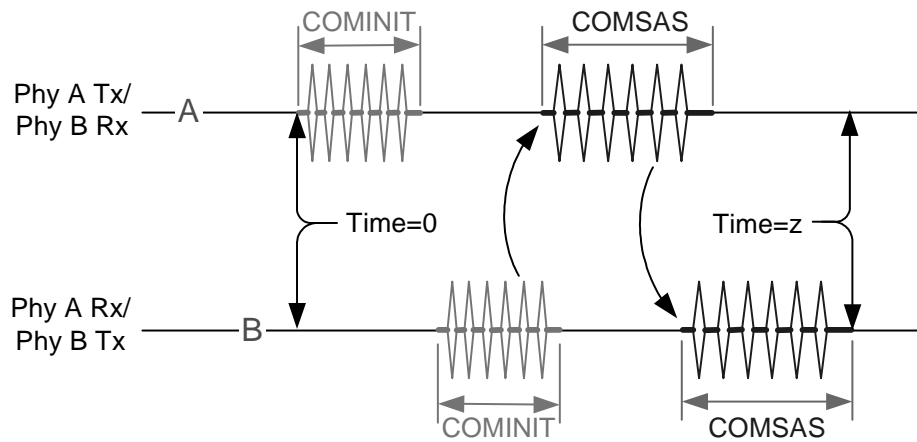 COMINIT
COMSAS
Phy A Tx/
Phy B Rx
A
Time=0
Time=z
Phy A Rx/
Phy B Tx
B
COMINIT
COMSAS